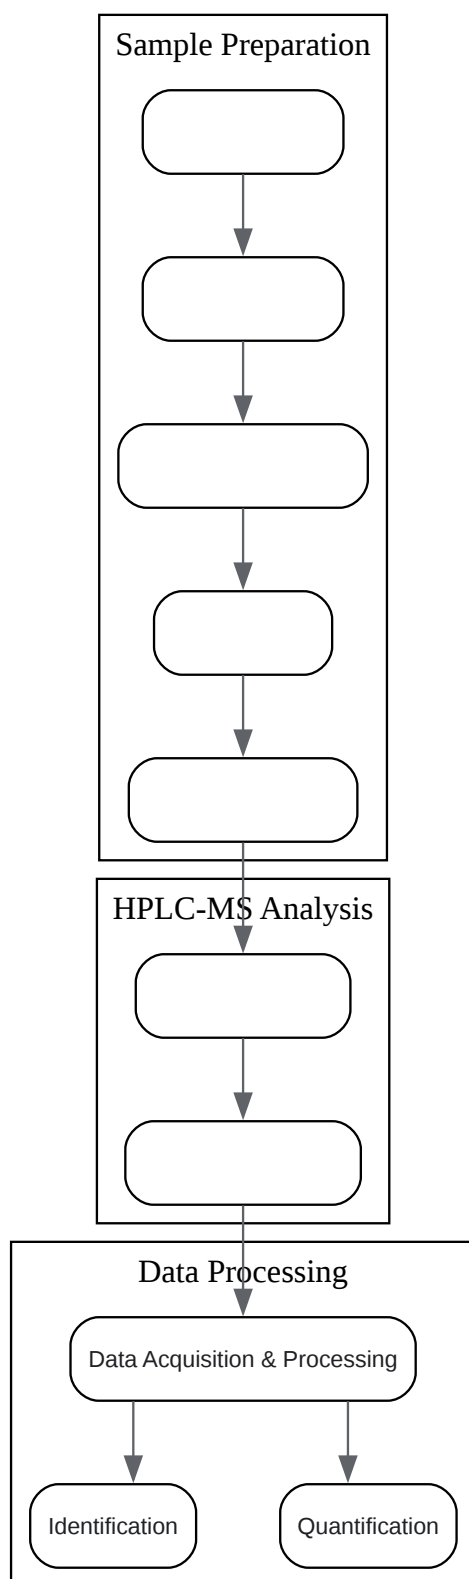 Sample Preparation
HPLC-MS Analysis
Data Processing
Data Acquisition & Processing
Identification
Quantification